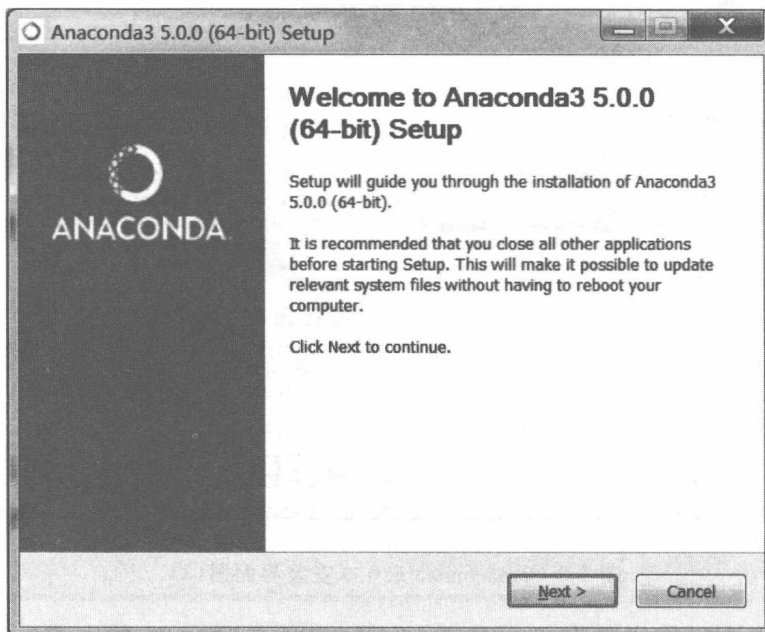 Anaconda3 5.0.0 (64-bit) Setup
Welcome to Anaconda3 5.0.0
(64-bit) Setup
ANACONDA
Setup will guide you through the installation of Anaconda3
5.0.0 (64-bit).
It is recommended that you close all other applications
before starting Setup. This will make it possible to update
relevant system files without having to reboot your
computer.
Click Next to continue.
Next >
Cancel